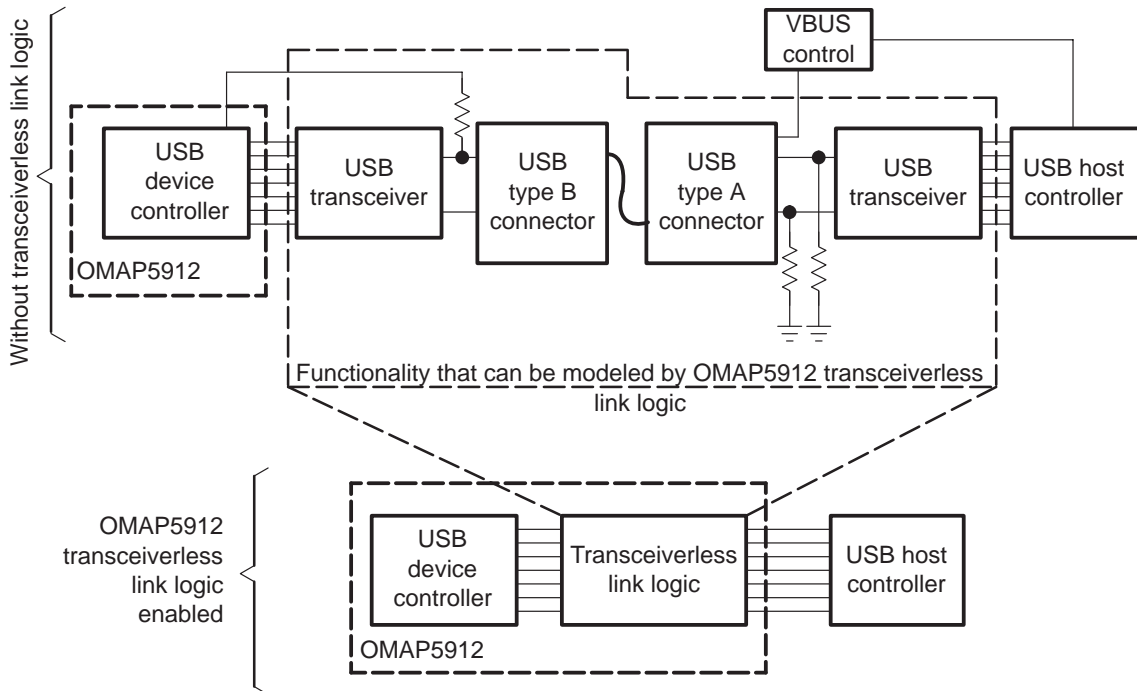 Without transceiverless link logic
VBUS
control
USB
device
controller
USB
transceiver
USB
type B
connector
USB
type A
connector
USB
transceiver
USB host
controller
OMAP5912
Functionality that can be modeled by OMAP5912 transceiverless
link logic
OMAP5912
transceiverless
link logic
enabled
USB
device
controller
Transceiverless
link logic
USB host
controller
OMAP5912